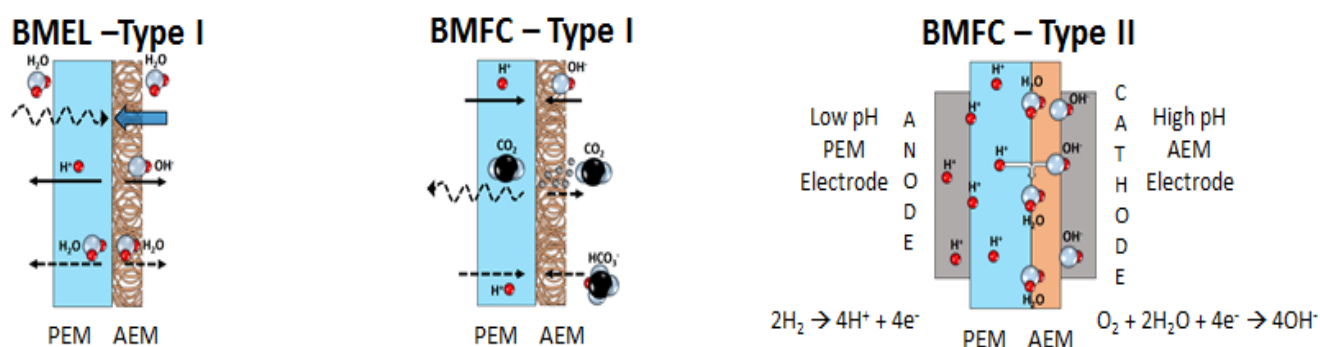 BMEL –Type I
H₂O
H₂O
H⁺
OH⁻
H₂O
H₂O
PEM AEM
BMFC – Type I
H⁺
OH⁻
CO₂
CO₂
HCO₃⁻
H⁺
PEM AEM
BMFC – Type II
Low pH
PEM
Electrode
A
N
O
D
E
H⁺
H⁺
H⁺
H⁺
H⁺
H⁺
H⁺
H₂O
OH⁻
OH⁻
H₂O
OH⁻
H₂O
C
A
T
H
O
D
E
High pH
AEM
Electrode
2H₂ → 4H⁺ + 4e⁻
PEM AEM
O₂ + 2H₂O + 4e⁻ → 4OH⁻